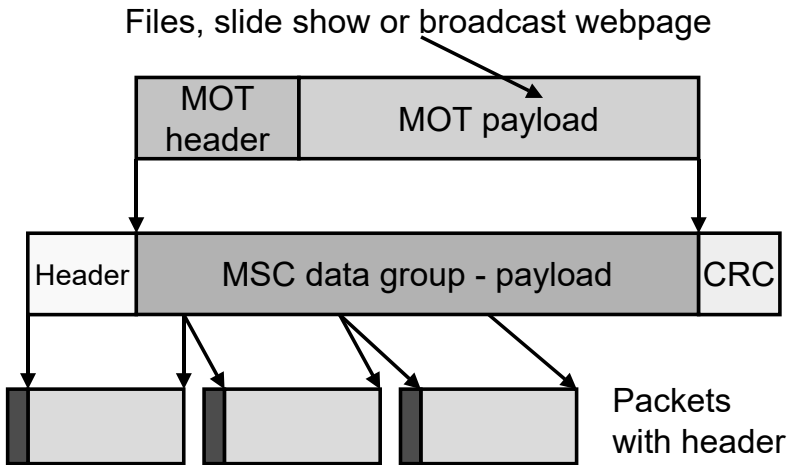 Files, slide show or broadcast webpage
MOT
header
MOT payload
Header
MSC data group - payload
CRC
Packets
with header